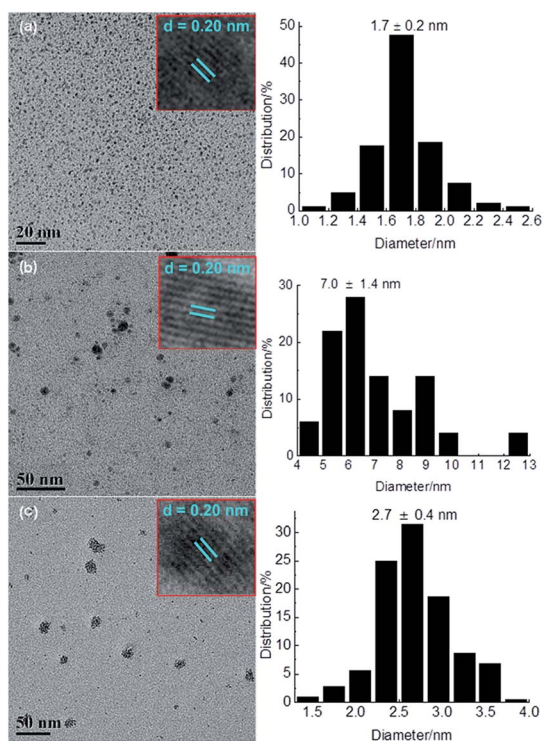 (a)
d = 0.20 nm
20 nm
1.7 ± 0.2 nm
Distribution/%
50
40
30
20
10
0
1.0 1.2 1.4 1.6 1.8 2.0 2.2 2.4 2.6
Diameter/nm
(b)
d = 0.20 nm
50 nm
7.0 ± 1.4 nm
Distribution/%
30
20
10
0
4 5 6 7 8 9 10 11 12 13
Diameter/nm
(c)
d = 0.20 nm
50 nm
2.7 ± 0.4 nm
Distribution/%
30
25
20
15
10
5
0
1.5 2.0 2.5 3.0 3.5 4.0
Diameter/nm